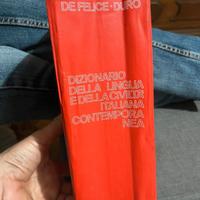 DE FELICE · DURO
DIZIONARIO
DELLA LINGUA
E DELLA CIVILTÀ
ITALIANA
CONTEMPORA
NEA